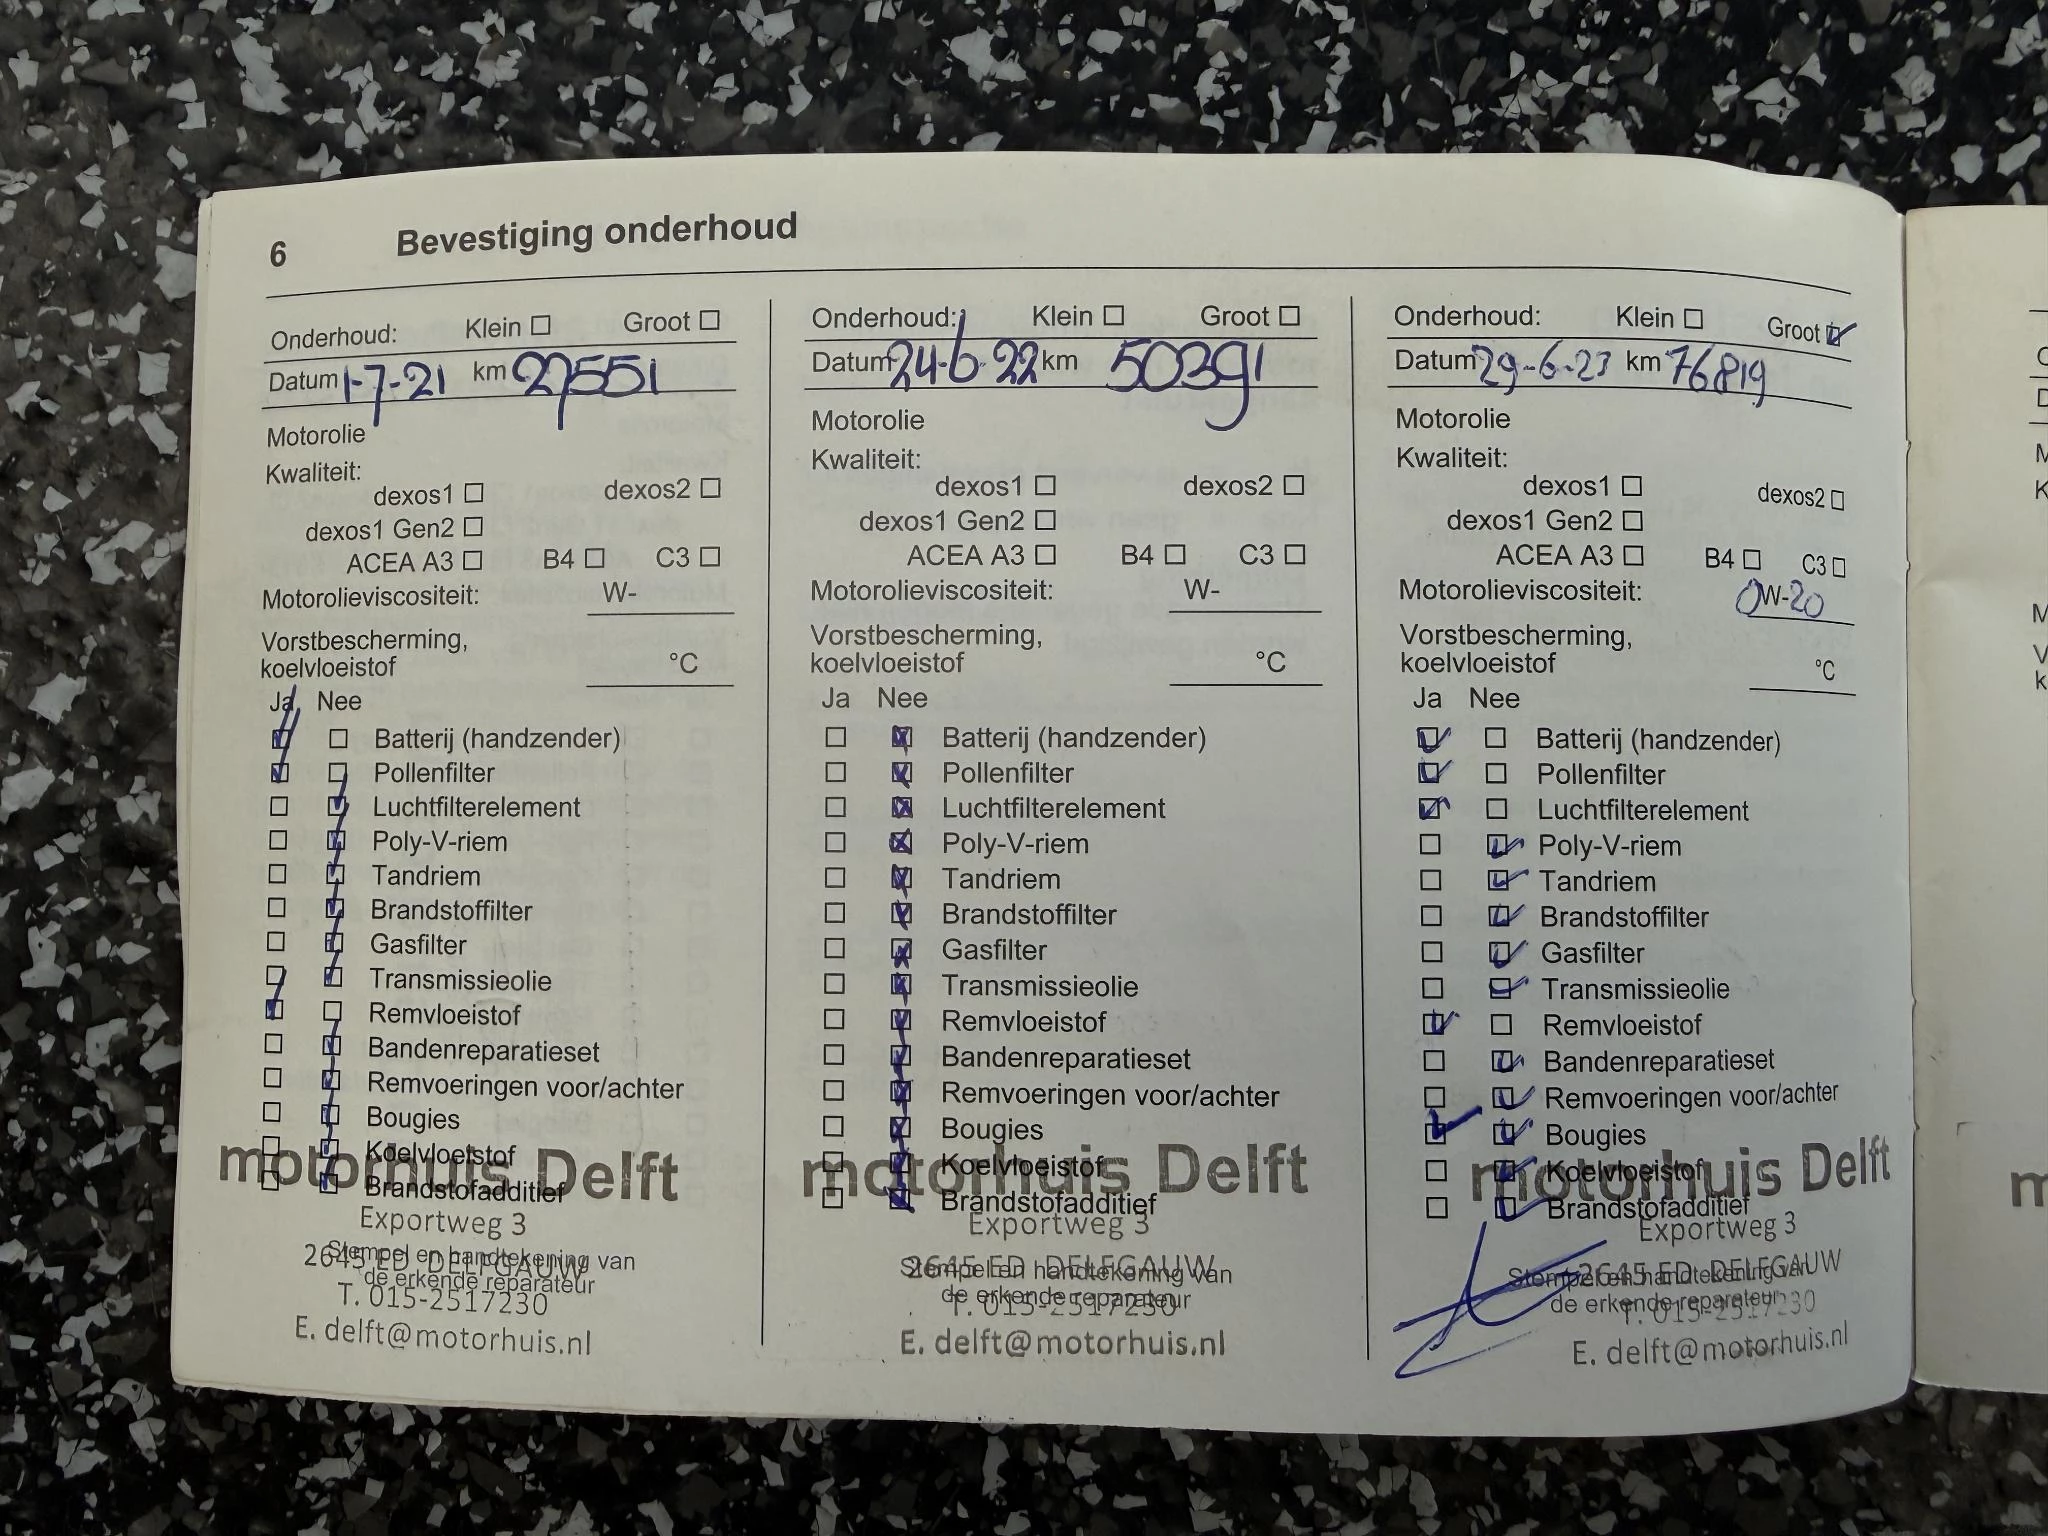 6 Bevestiging onderhoud
Onderhoud: Klein Groot
Datum 1-7-21 km 27551
Motorolie
Kwaliteit:
dexos1 dexos2
dexos1 Gen2
ACEA A3 B4 C3
Motorolieviscositeit: W-
Vorstbescherming,
koelvloeistof °C
Ja Nee
Batterij (handzender)
Pollenfilter
Luchtfilterelement
Poly-V-riem
Tandriem
Brandstoffilter
Gasfilter
Transmissieolie
Remvloeistof
Bandenreparatieset
Remvoeringen voor/achter
Bougies
Koelvloeistof
motorhuis Delft
Brandstofadditief
Exportweg 3
Stempel en handtekening van
2645 ED DELFGAUW
de erkende reparateur
T. 015-2517230
E. delft@motorhuis.nl
Onderhoud: Klein Groot
Datum 24-6-22 km 50391
Motorolie
Kwaliteit:
dexos1 dexos2
dexos1 Gen2
ACEA A3 B4 C3
Motorolieviscositeit: W-
Vorstbescherming,
koelvloeistof °C
Ja Nee
Batterij (handzender)
Pollenfilter
Luchtfilterelement
Poly-V-riem
Tandriem
Brandstoffilter
Gasfilter
Transmissieolie
Remvloeistof
Bandenreparatieset
Remvoeringen voor/achter
Bougies
Koelvloeistof
motorhuis Delft
Brandstofadditief
Exportweg 3
2645 ED DELFGAUW
Stempel en handtekening van
de erkende reparateur
T. 015-2517230
E. delft@motorhuis.nl
Onderhoud: Klein Groot
Datum 29-6-23 km 76819
Motorolie
Kwaliteit:
dexos1 dexos2
dexos1 Gen2
ACEA A3 B4 C3
Motorolieviscositeit: 0W-20
Vorstbescherming,
koelvloeistof °C
Ja Nee
Batterij (handzender)
Pollenfilter
Luchtfilterelement
Poly-V-riem
Tandriem
Brandstoffilter
Gasfilter
Transmissieolie
Remvloeistof
Bandenreparatieset
Remvoeringen voor/achter
Bougies
Koelvloeistof
motorhuis Delft
Brandstofadditief
Exportweg 3
2645 ED DELFGAUW
Stempel en handtekening van
de erkende reparateur
T. 015-2517230
E. delft@motorhuis.nl